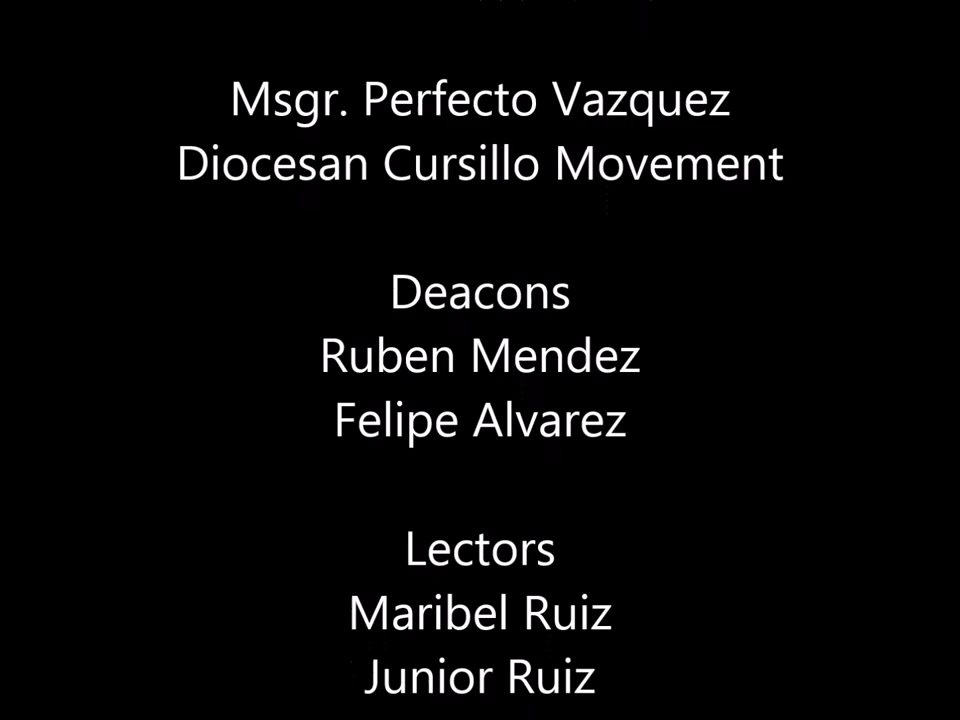 Msgr. Perfecto Vazquez
Diocesan Cursillo Movement
Deacons
Ruben Mendez
Felipe Alvarez
Lectors
Maribel Ruiz
Junior Ruiz